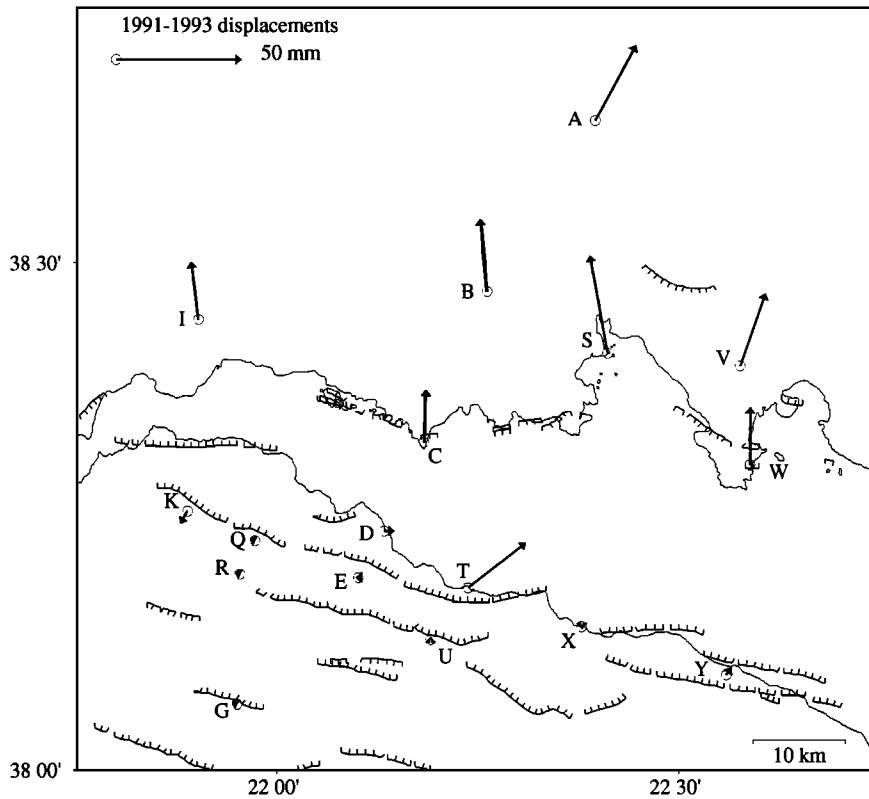 1991-1993 displacements
50 mm
A
38 30'
B
I
S
V
C
W
K
D
Q
T
R
E
X
U
Y
G
10 km
38 00'
22 00'
22 30'